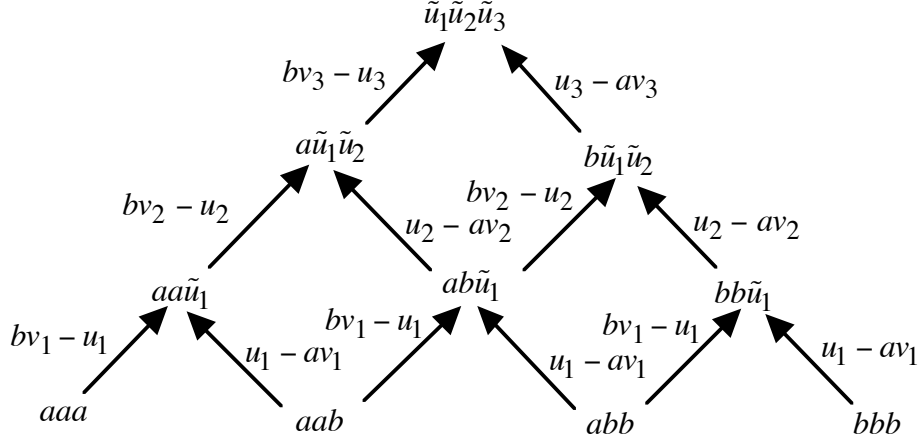 ũ₁ũ₂ũ₃
bv₃ − u₃ u₃ − av₃
aũ₁ũ₂ bũ₁ũ₂
bv₂ − u₂ u₂ − av₂ bv₂ − u₂ u₂ − av₂
aaũ₁ abũ₁ bbũ₁
bv₁ − u₁ u₁ − av₁ bv₁ − u₁ u₁ − av₁ bv₁ − u₁ u₁ − av₁
aaa aab abb bbb